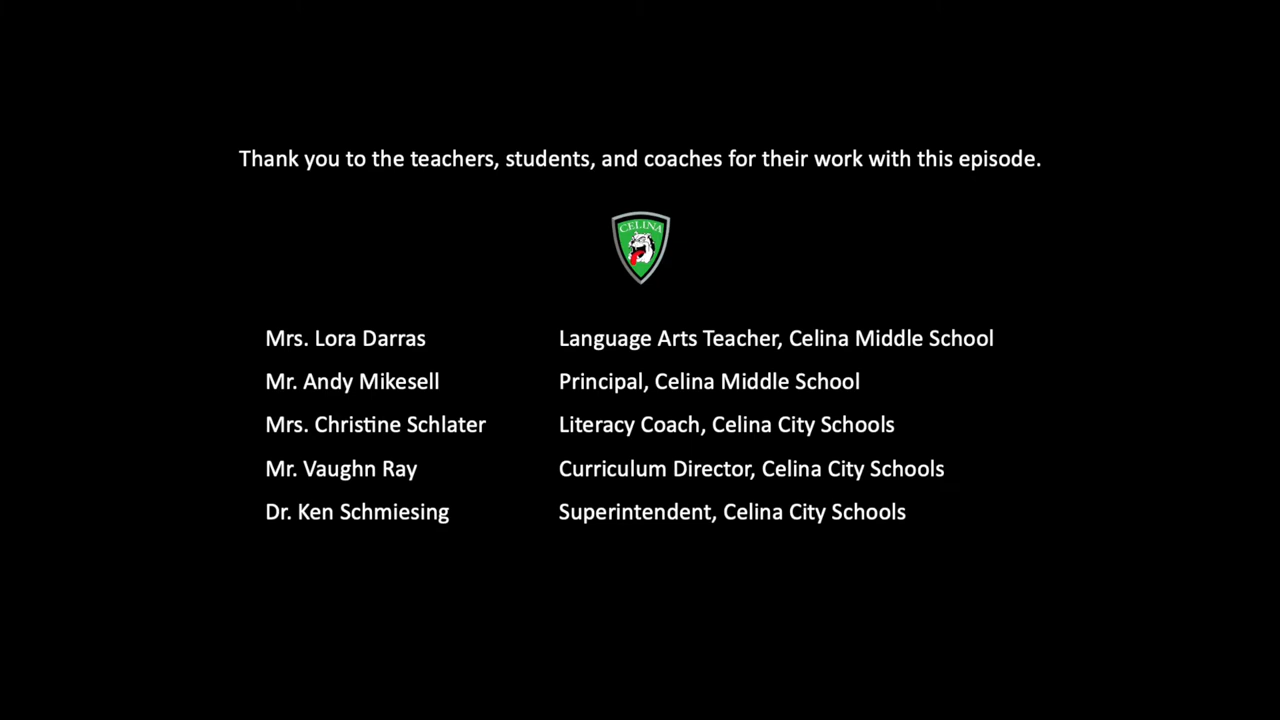 Thank you to the teachers, students, and coaches for their work with this episode.
CELINA
Mrs. Lora Darras Language Arts Teacher, Celina Middle School
Mr. Andy Mikesell Principal, Celina Middle School
Mrs. Christine Schlater Literacy Coach, Celina City Schools
Mr. Vaughn Ray Curriculum Director, Celina City Schools
Dr. Ken Schmiesing Superintendent, Celina City Schools